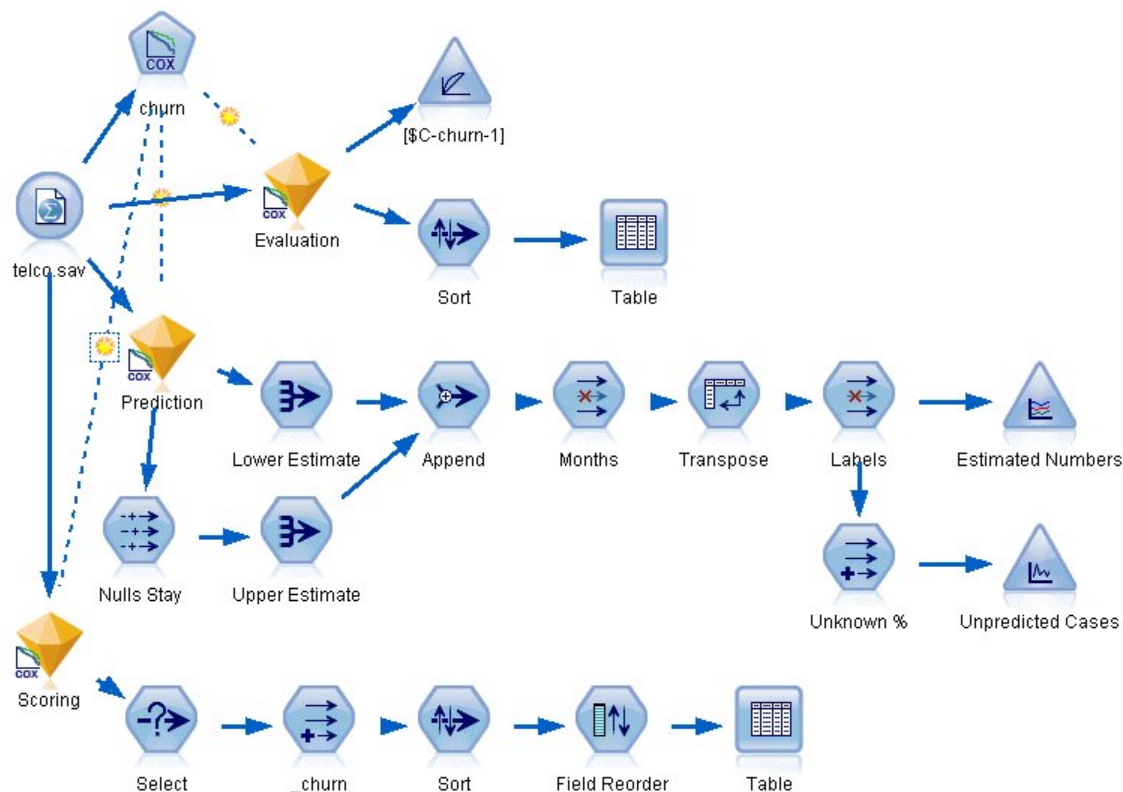 COX
churn
[$C-churn-1]
COX
Evaluation
telco.sav
Sort
Table
COX
Prediction
Lower Estimate
Append
Months
Transpose
Labels
Estimated Numbers
Nulls Stay
Upper Estimate
Unknown %
Unpredicted Cases
COX
Scoring
Select
_churn
Sort
Field Reorder
Table